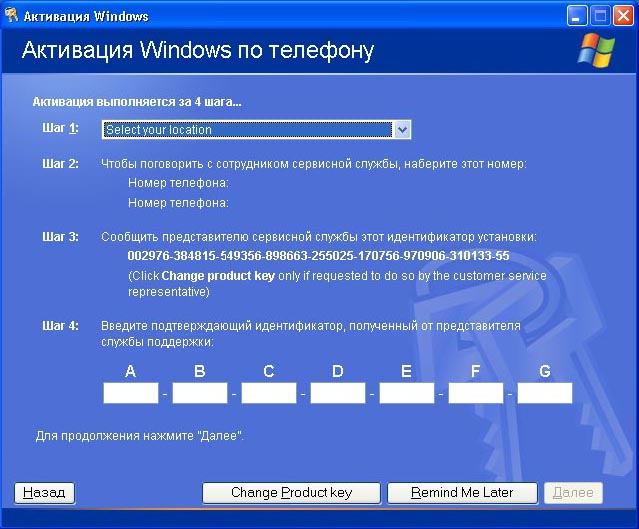 Активация Windows
Активация Windows по телефону
Активация выполняется за 4 шага...
Шаг 1: Select your location
Шаг 2: Чтобы поговорить с сотрудником сервисной службы, наберите этот номер:
Номер телефона:
Номер телефона:
Шаг 3: Сообщить представителю сервисной службы этот идентификатор установки:
002976-384815-549356-898663-255025-170756-970906-310133-55
(Click Change product key only if requested to do so by the customer service
representative)
Шаг 4: Введите подтверждающий идентификатор, полученный от представителя
службы поддержки:
A B C D E F G
- - - - - -
Для продолжения нажмите "Далее".
Назад Change Product key Remind Me Later Далее